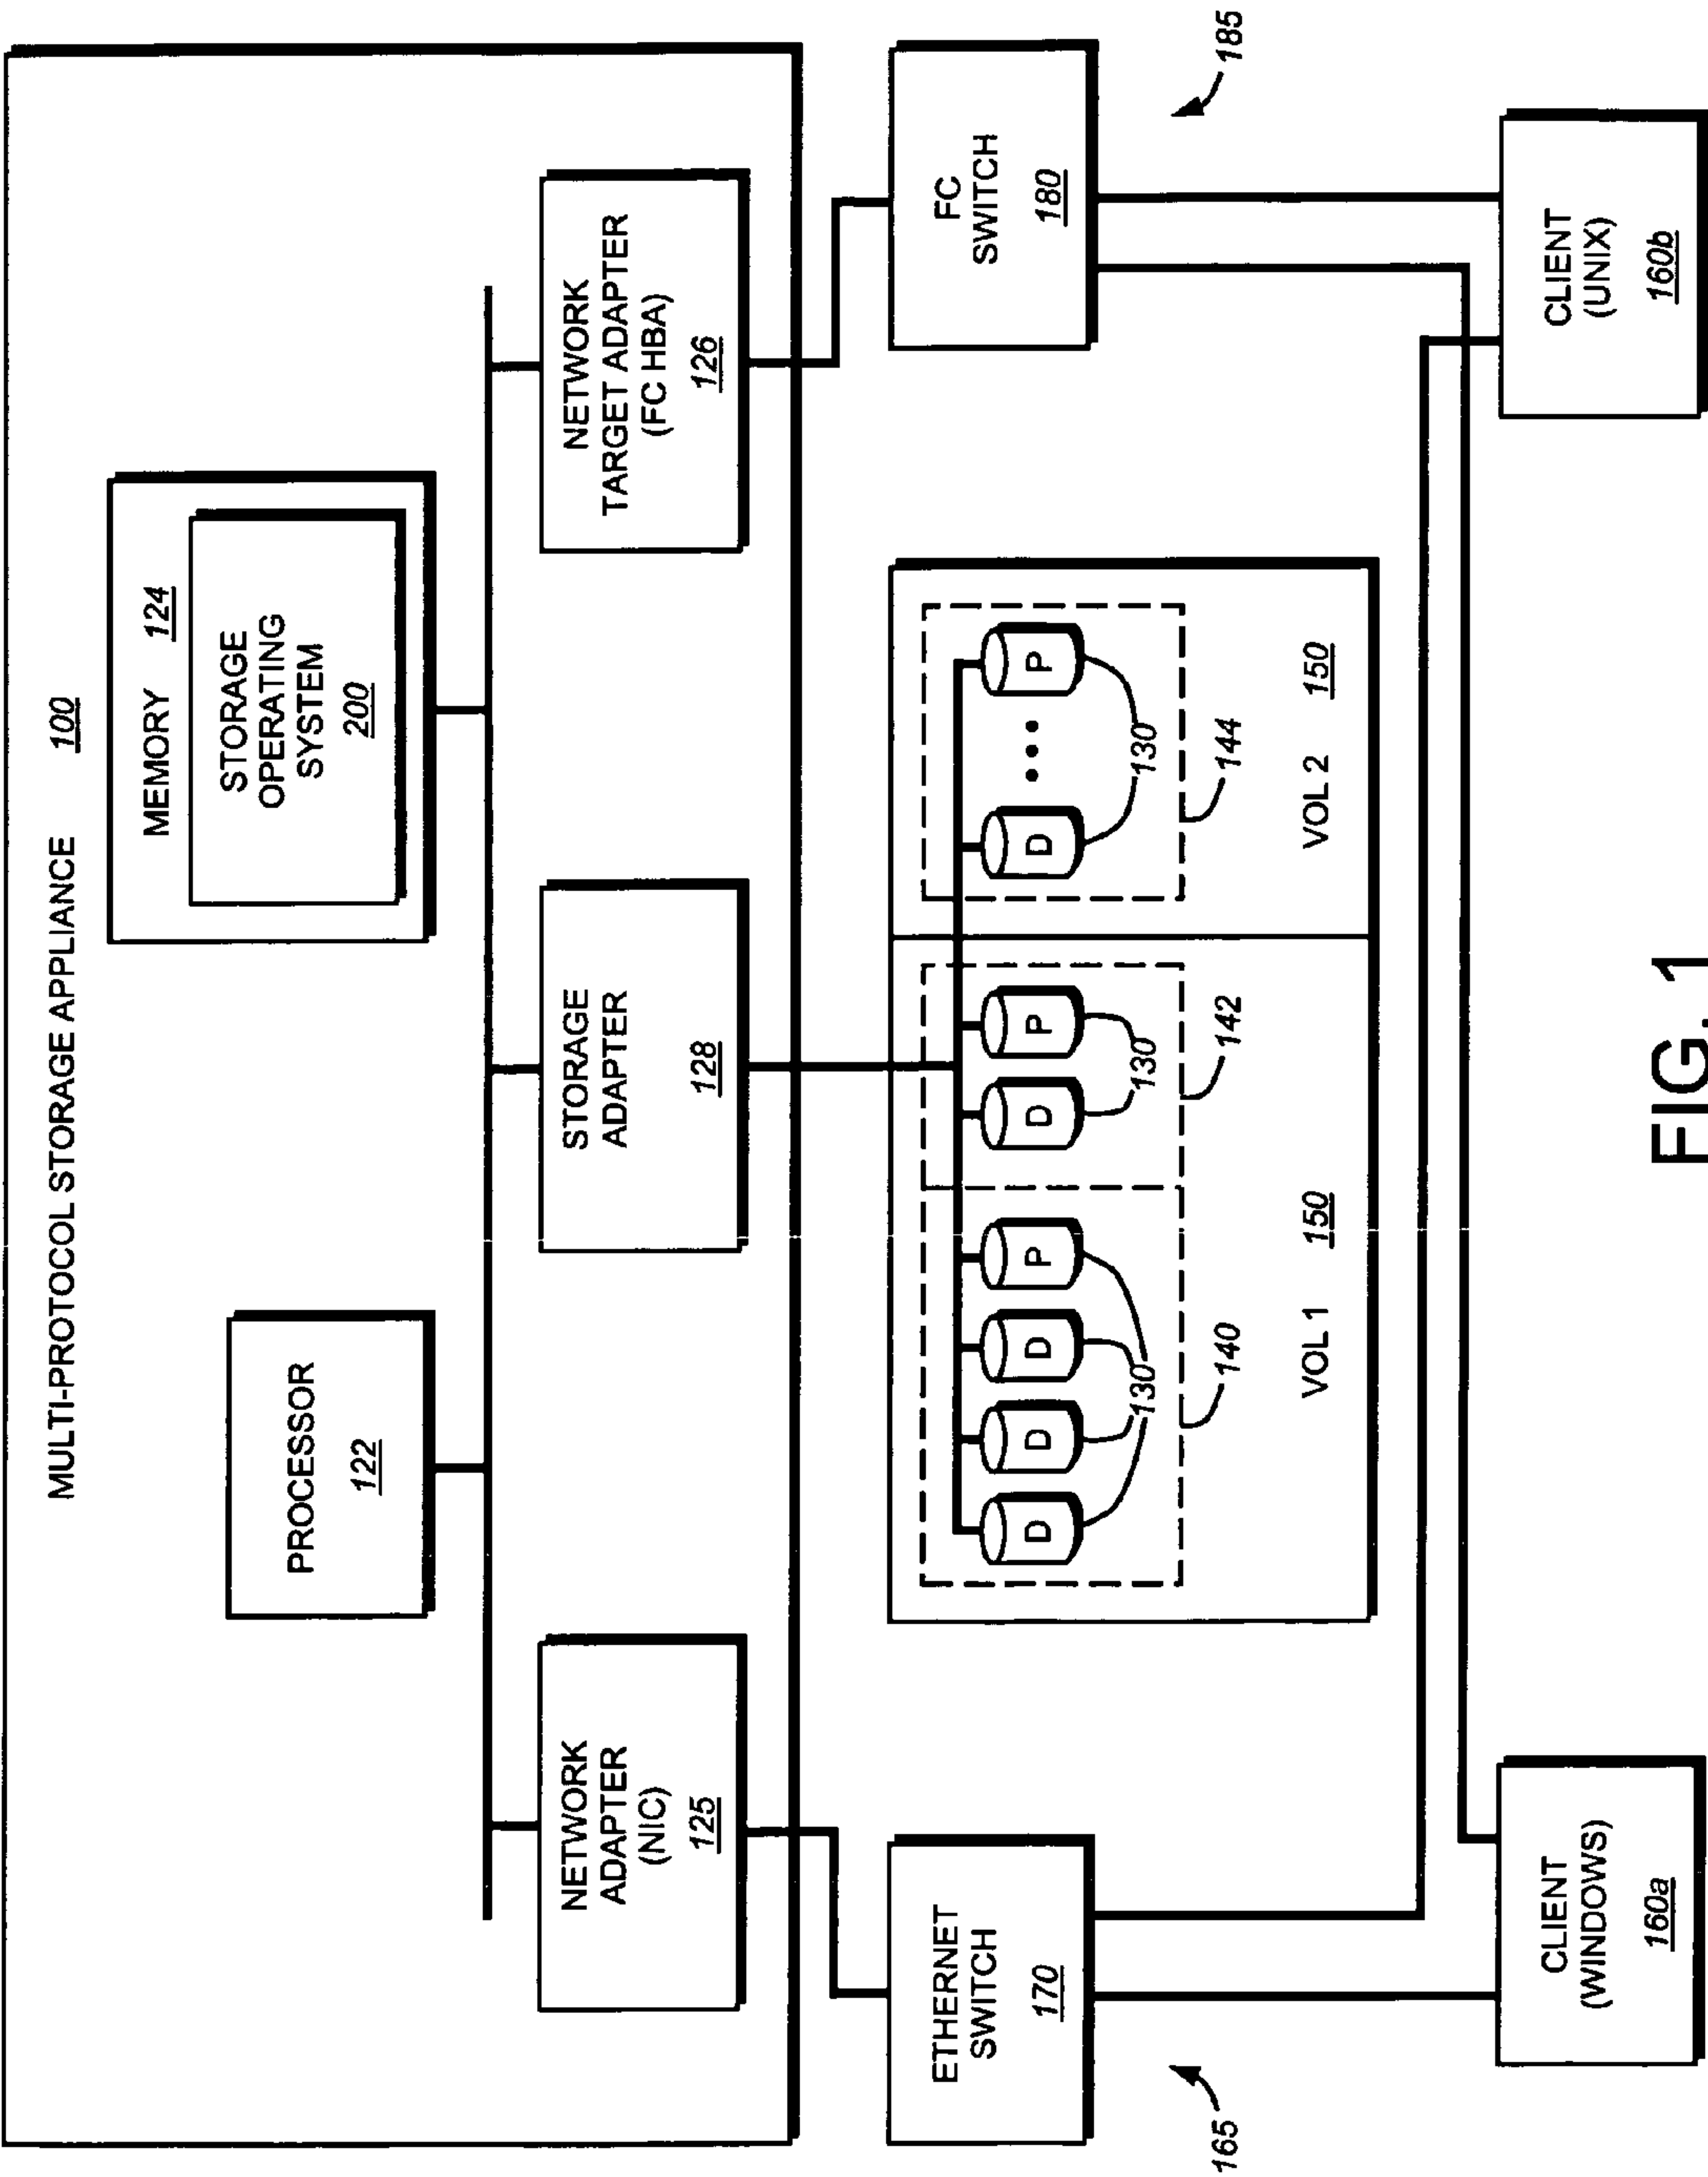 MULTI-PROTOCOL STORAGE APPLIANCE 100
PROCESSOR
122
MEMORY 124
STORAGE
OPERATING
SYSTEM
200
NETWORK
ADAPTER
(NIC)
125
STORAGE
ADAPTER
128
NETWORK
TARGET ADAPTER
(FC HBA)
126
ETHERNET
SWITCH
170
165
D
D
D
P
130
140
D
P
130
142
VOL 1 150
D
P
130
144
VOL 2 150
FC
SWITCH
180
185
CLIENT
(WINDOWS)
160a
CLIENT
(UNIX)
160b
FIG. 1